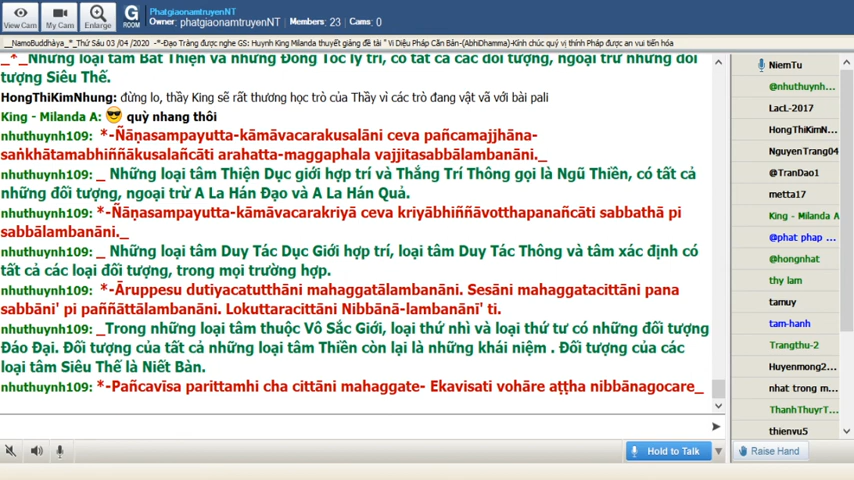 PhatgiaonamtruyenNT
Owner: phatgiaonamtruyenNT Members: 23 Cams: 0
View Cam
My Cam
Enlarge
G
ROOM
__NamoBuddhàya_*_Thứ Sáu 03 /04 /2020 -*-Đạo Tràng được nghe GS: Huynh King Milanda thuyết giảng đề tài " Vi Diệu Pháp Căn Bản-(AbhiDhamma)-Kính chúc quý vị thính Pháp được an vui tiến hóa
_*_Những loại tâm Bất Thiện và những Đổng Tốc ly trí, có tất cả các đối tượng, ngoại trừ những đối
tượng Siêu Thế.
HongThiKimNhung: đừng lo, thầy King sẽ rất thương học trò của Thầy vì các trò đang vật vã với bài pali
King - Milanda A: quỳ nhang thôi
nhuthuynh109: *-Ñāṇasampayutta-kāmāvacarakusalāni ceva pañcamajjhāna-
saṅkhātamabhiññākusalañcāti arahatta-maggaphala vajjitasabbālambanāni._
nhuthuynh109: _ Những loại tâm Thiện Dục giới hợp trí và Thắng Trí Thông gọi là Ngũ Thiền, có tất cả
những đối tượng, ngoại trừ A La Hán Đạo và A La Hán Quả.
nhuthuynh109: *-Ñāṇasampayutta-kāmāvacarakriyā ceva kriyābhiññāvotthapanañcāti sabbathā pi
sabbālambanāni._
nhuthuynh109: _ Những loại tâm Duy Tác Dục Giới hợp trí, loại tâm Duy Tác Thông và tâm xác định có
tất cả các loại đối tượng, trong mọi trường hợp.
nhuthuynh109: *-Āruppesu dutiyacatutthāni mahaggatālambanāni. Sesāni mahaggatacittāni pana
sabbāni' pi paññāttālambanāni. Lokuttaracittāni Nibbānā-lambanānī' ti.
nhuthuynh109: _Trong những loại tâm thuộc Vô Sắc Giới, loại thứ nhì và loại thứ tư có những đối tượng
Đáo Đại. Đối tượng của tất cả những loại tâm Thiền còn lại là những khái niệm . Đối tượng của các
loại tâm Siêu Thế là Niết Bàn.
nhuthuynh109: *-Pañcavīsa parittamhi cha cittāni mahaggate- Ekavisati vohāre aṭṭha nibbānagocare_
Hold to Talk
NiemTu
@nhuthuynh...
LacL-2017
HongThiKimN...
NguyenTrang04
@TranDao1
metta17
King - Milanda A
@phat phap ...
@hongnhat
thy lam
tamuy
tam-hanh
Trangthu-2
Huyenmong2...
nhat trong m...
ThanhThuyrT...
thienvu5
Raise Hand